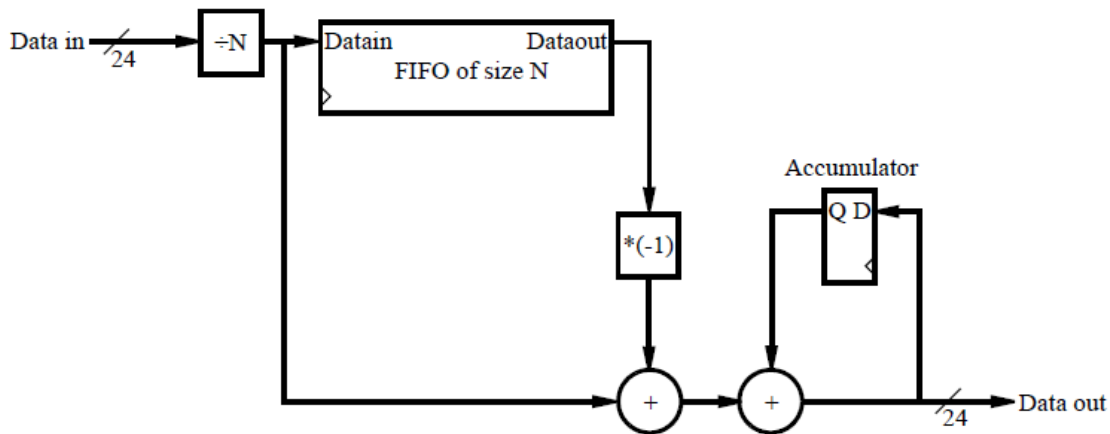 Data in
24
÷N
Datain
Dataout
FIFO of size N
Accumulator
Q D
*(-1)
+
+
24
Data out